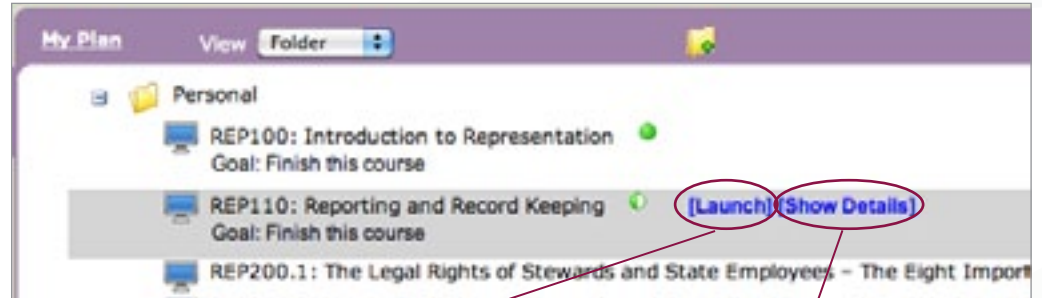 My Plan View Folder
Personal
REP100: Introduction to Representation
Goal: Finish this course
REP110: Reporting and Record Keeping [Launch] [Show Details]
Goal: Finish this course
REP200.1: The Legal Rights of Stewards and State Employees – The Eight